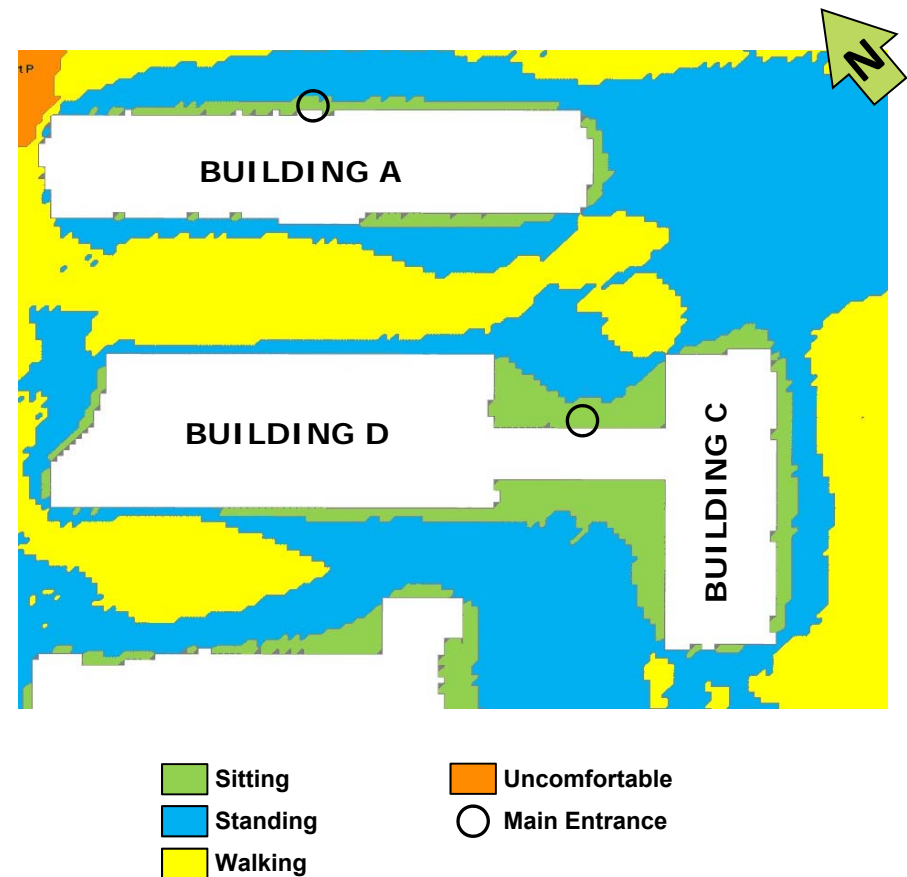 N
t P
BUILDING A
BUILDING D
BUILDING C
Sitting
Uncomfortable
Standing
Main Entrance
Walking